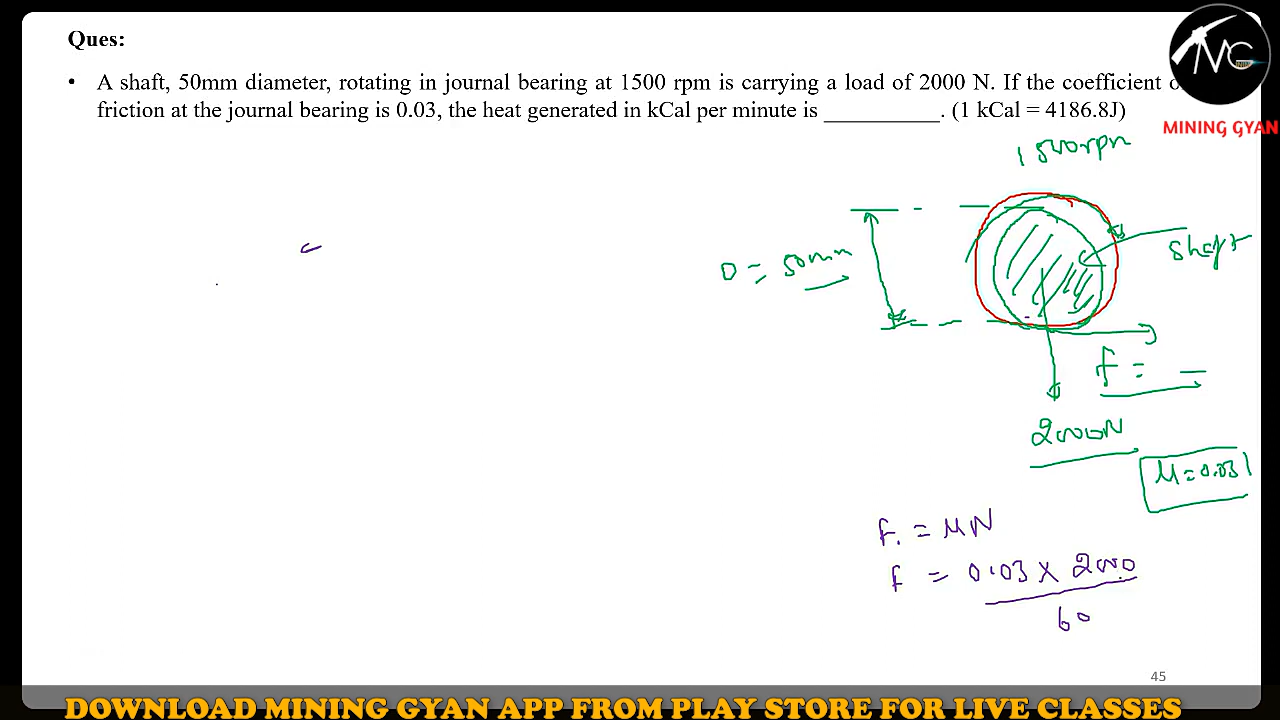 Ques:
• A shaft, 50mm diameter, rotating in journal bearing at 1500 rpm is carrying a load of 2000 N. If the coefficient o
friction at the journal bearing is 0.03, the heat generated in kCal per minute is __________. (1 kCal = 4186.8J)
MG
MINING GYAN
1500rpm
D = 50mm
Shaft
f = _
2000N
μ = 0.03
F. = μN
F = 0.03 x 2000
60
45
DOWNLOAD MINING GYAN APP FROM PLAY STORE FOR LIVE CLASSES